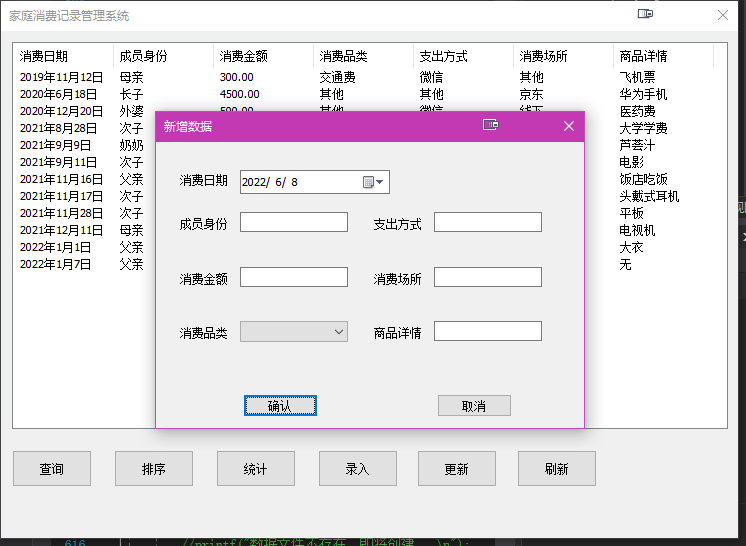 家庭消费记录管理系统
消费日期 成员身份 消费金额 消费品类 支出方式 消费场所 商品详情
2019年11月12日 母亲 300.00 交通费 微信 其他 飞机票
2020年6月18日 长子 4500.00 其他 其他 京东 华为手机
2020年12月20日 外婆 500.00 其他 微信 线下 医药费
2021年8月28日 次子 大学学费
2021年9月9日 奶奶 芦荟汁
2021年9月11日 次子 电影
2021年11月16日 父亲 饭店吃饭
2021年11月17日 次子 头戴式耳机
2021年11月28日 次子 平板
2021年12月11日 母亲 电视机
2022年1月1日 父亲 大衣
2022年1月7日 父亲 无
新增数据
消费日期 2022/ 6/ 8
成员身份 支出方式
消费金额 消费场所
消费品类 商品详情
确认 取消
查询 排序 统计 录入 更新 刷新
616 //printf("数据文件不存在，即将创建...\n");